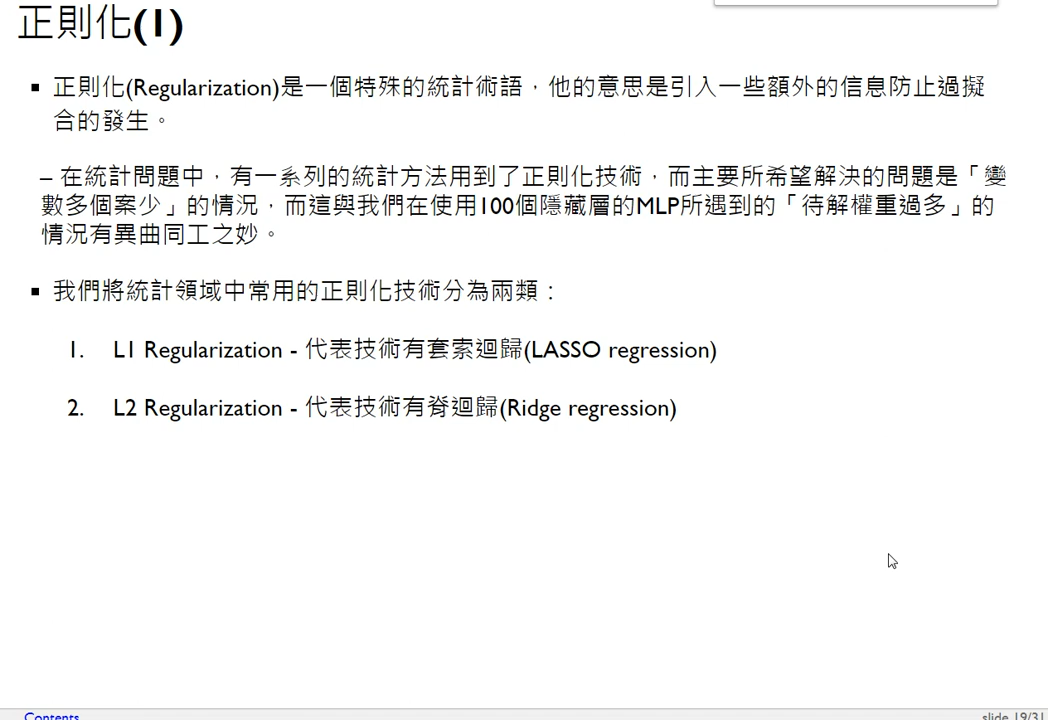 正則化(1)
▪ 正則化(Regularization)是一個特殊的統計術語，他的意思是引入一些額外的信息防止過擬
合的發生。
– 在統計問題中，有一系列的統計方法用到了正則化技術，而主要所希望解決的問題是「變
數多個案少」的情況，而這與我們在使用100個隱藏層的MLP所遇到的「待解權重過多」的
情況有異曲同工之妙。
▪ 我們將統計領域中常用的正則化技術分為兩類：
1. L1 Regularization - 代表技術有套索迴歸(LASSO regression)
2. L2 Regularization - 代表技術有脊迴歸(Ridge regression)
Contents
slide 19/31